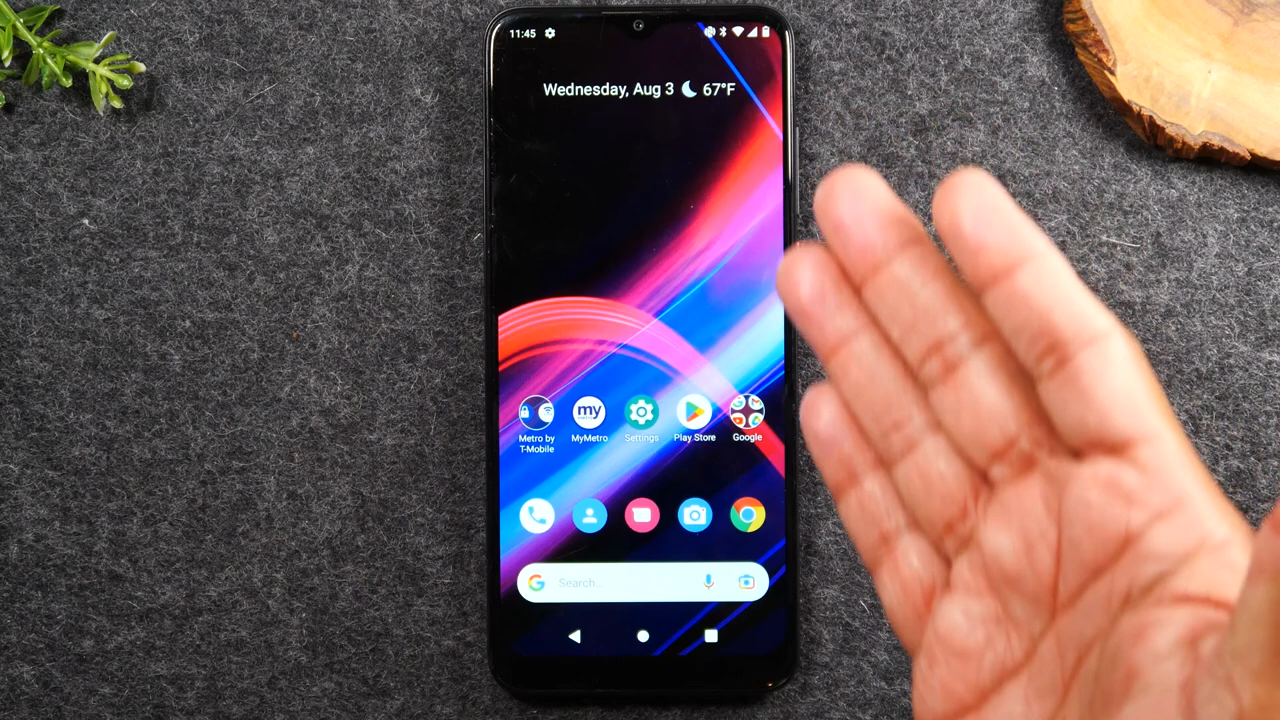 11:45
Wednesday, Aug 3 67°F
my
Metro by
T-Mobile
MyMetro
Settings
Play Store
Google
Search...